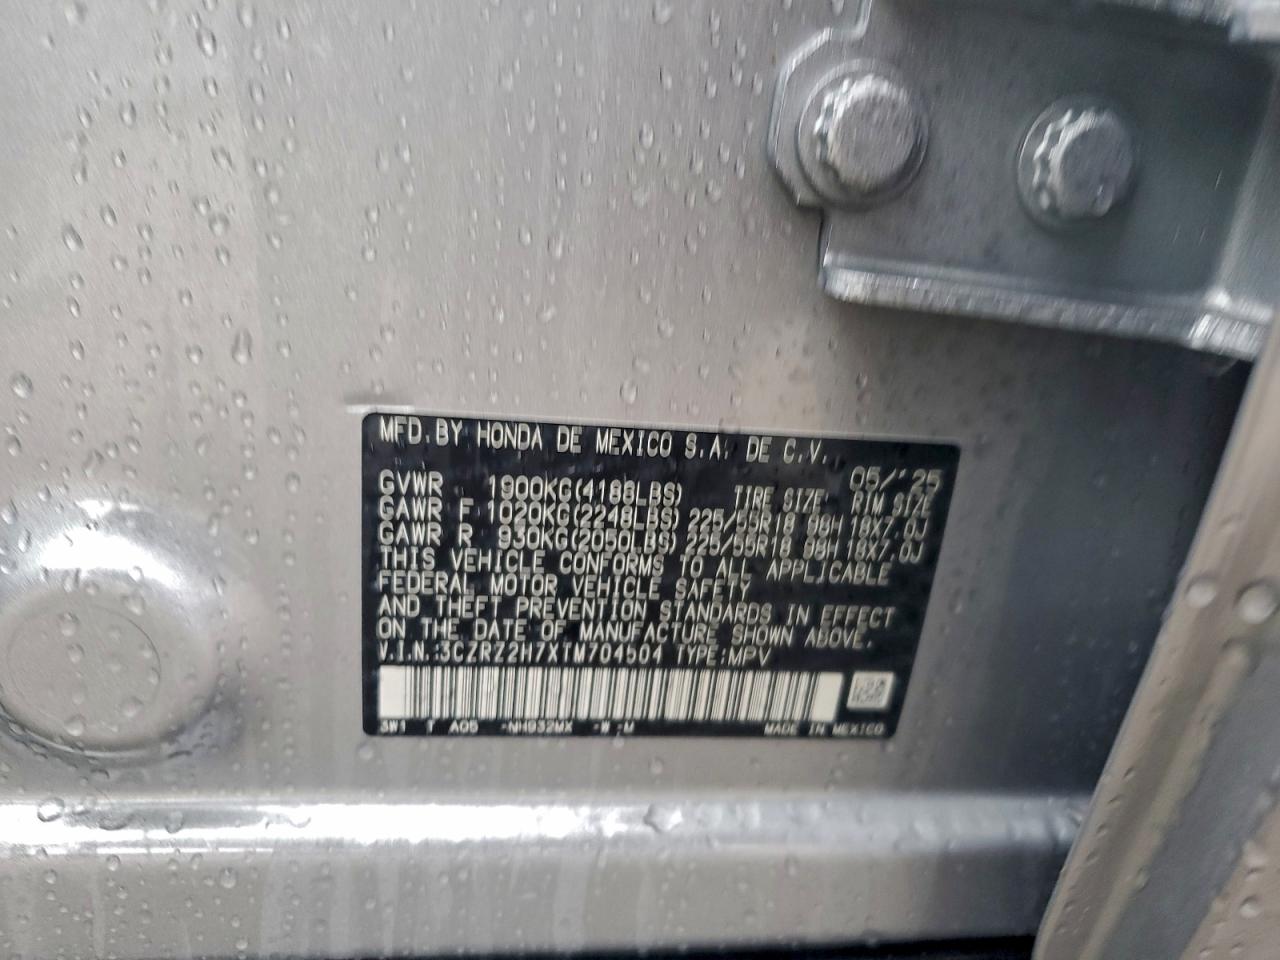 MFD.BY HONDA DE MEXICO S.A. DE C.V.
05/'25
GVWR 1900KG(4188LBS) TIRE SIZE RIM SIZE
GAWR F 1020KG(2248LBS) 225/55R18 98H 18X7.0J
GAWR R 930KG(2050LBS) 225/55R18 98H 18X7.0J
THIS VEHICLE CONFORMS TO ALL APPLICABLE
FEDERAL MOTOR VEHICLE SAFETY
AND THEFT PREVENTION STANDARDS IN EFFECT
ON THE DATE OF MANUFACTURE SHOWN ABOVE.
V.I.N.:3CZRZ2H7XTM704504 TYPE:MPV
3W1 T A05 -NH932MX -W -M MADE IN MEXICO